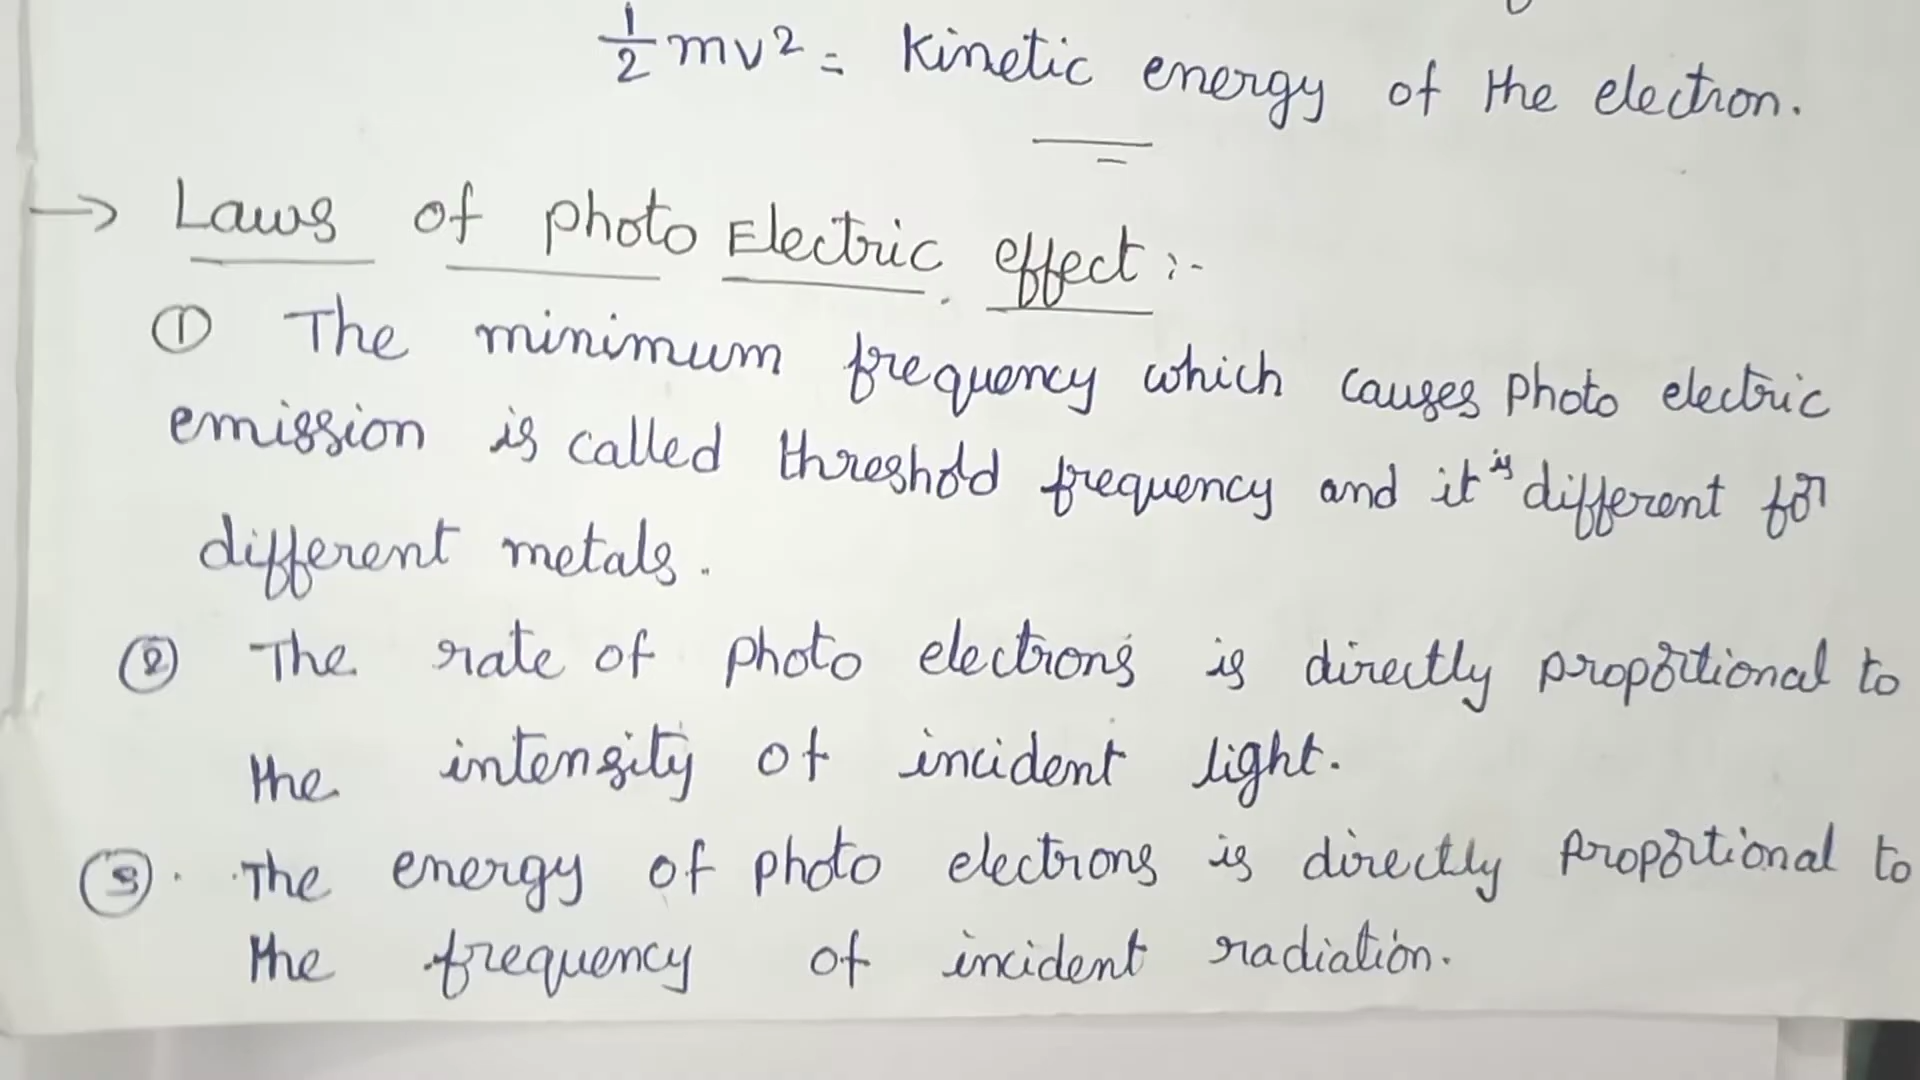 1/2 mv² = Kinetic energy of the electron.
→ Laws of photo Electric effect :-
① The minimum frequency which causes photo electric
emission is called threshold frequency and it is different for
different metals.
② The rate of photo electrons is directly proportional to
the intensity of incident light.
③. The energy of photo electrons is directly proportional to
the frequency of incident radiation.